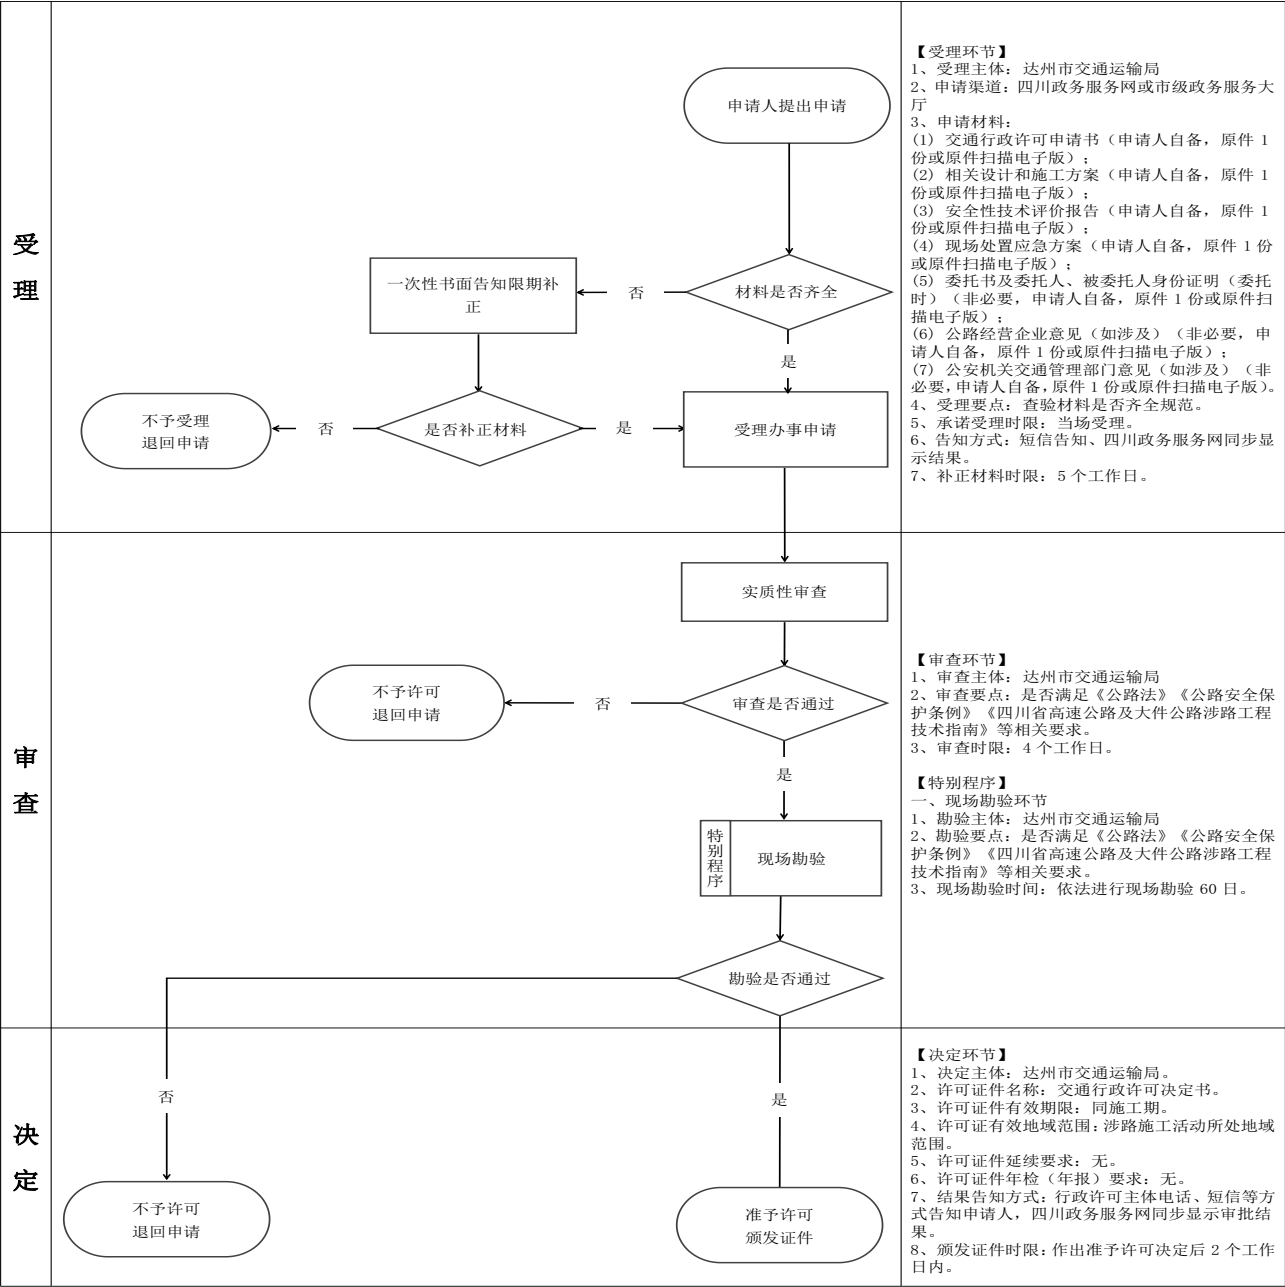 受
理
申请人提出申请
材料是否齐全
否
一次性书面告知限期补
正
是
是否补正材料
否
不予受理
退回申请
是
受理办事申请
【受理环节】
1、受理主体：达州市交通运输局
2、申请渠道：四川政务服务网或市级政务服务大
厅
3、申请材料：
(1) 交通行政许可申请书（申请人自备，原件 1
份或原件扫描电子版）；
(2) 相关设计和施工方案（申请人自备，原件 1
份或原件扫描电子版）；
(3) 安全性技术评价报告（申请人自备，原件 1
份或原件扫描电子版）；
(4) 现场处置应急方案（申请人自备，原件 1 份
或原件扫描电子版）；
(5) 委托书及委托人、被委托人身份证明（委托
时）（非必要，申请人自备，原件 1 份或原件扫
描电子版）；
(6) 公路经营企业意见（如涉及）（非必要，申
请人自备，原件 1 份或原件扫描电子版）；
(7) 公安机关交通管理部门意见（如涉及）（非
必要,申请人自备,原件 1 份或原件扫描电子版)。
4、受理要点：查验材料是否齐全规范。
5、承诺受理时限：当场受理。
6、告知方式：短信告知、四川政务服务网同步显
示结果。
7、补正材料时限：5 个工作日。
审
查
实质性审查
审查是否通过
否
不予许可
退回申请
是
特别程序
现场勘验
勘验是否通过
【审查环节】
1、审查主体：达州市交通运输局
2、审查要点：是否满足《公路法》《公路安全保
护条例》《四川省高速公路及大件公路涉路工程
技术指南》等相关要求。
3、审查时限：4 个工作日。
【特别程序】
一、现场勘验环节
1、勘验主体：达州市交通运输局
2、勘验要点：是否满足《公路法》《公路安全保
护条例》《四川省高速公路及大件公路涉路工程
技术指南》等相关要求。
3、现场勘验时间：依法进行现场勘验 60 日。
决
定
否
是
不予许可
退回申请
准予许可
颁发证件
【决定环节】
1、决定主体：达州市交通运输局。
2、许可证件名称：交通行政许可决定书。
3、许可证件有效期限：同施工期。
4、许可证有效地域范围：涉路施工活动所处地域
范围。
5、许可证件延续要求：无。
6、许可证件年检（年报）要求：无。
7、结果告知方式：行政许可主体电话、短信等方
式告知申请人，四川政务服务网同步显示审批结
果。
8、颁发证件时限：作出准予许可决定后 2 个工作
日内。